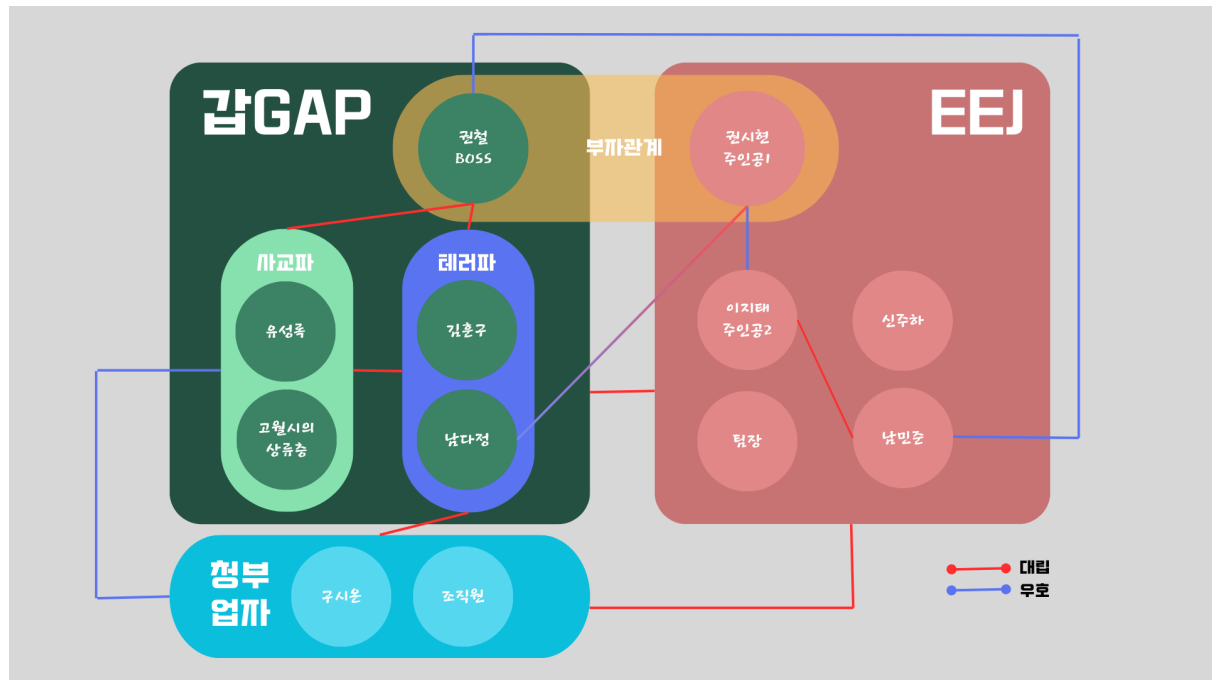 갑GAP
EEJ
권철
BOSS
부자관계
권시현
주인공1
사교파
테러파
유성록
김훈구
이지태
주인공2
신주하
고월시의
상류층
남다정
팀장
남민준
청부
업자
구시온
조직원
대립
우호